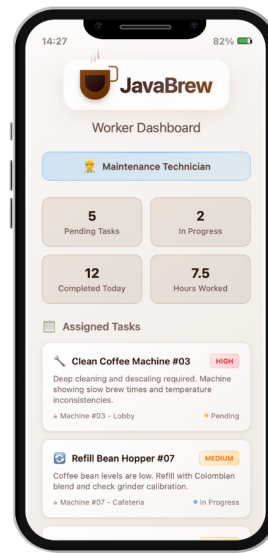 14:27
82%
JavaBrew
Worker Dashboard
Maintenance Technician
5
Pending Tasks
2
In Progress
12
Completed Today
7.5
Hours Worked
Assigned Tasks
Clean Coffee Machine #03
HIGH
Deep cleaning and descaling required. Machine
showing slow brew times and temperature
inconsistencies.
Machine #03 - Lobby
Pending
Refill Bean Hopper #07
MEDIUM
Coffee bean levels are low. Refill with Colombian
blend and check grinder calibration.
Machine #07 - Cafeteria
In Progress